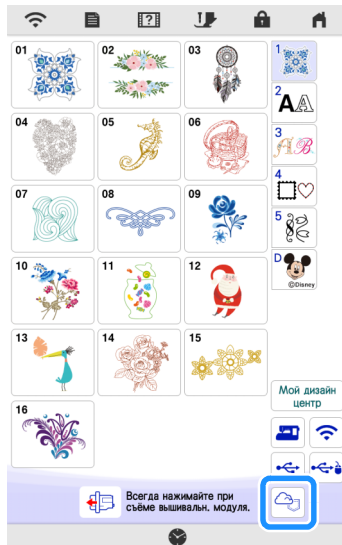 01 02 03 1
2 AA
3 AB
04 05 06
4
07 08 09
5
10 11 12 D
©Disney
13 14 15
Мой дизайн
центр
16
Всегда нажимайте при
съёме вышивальн. модуля.